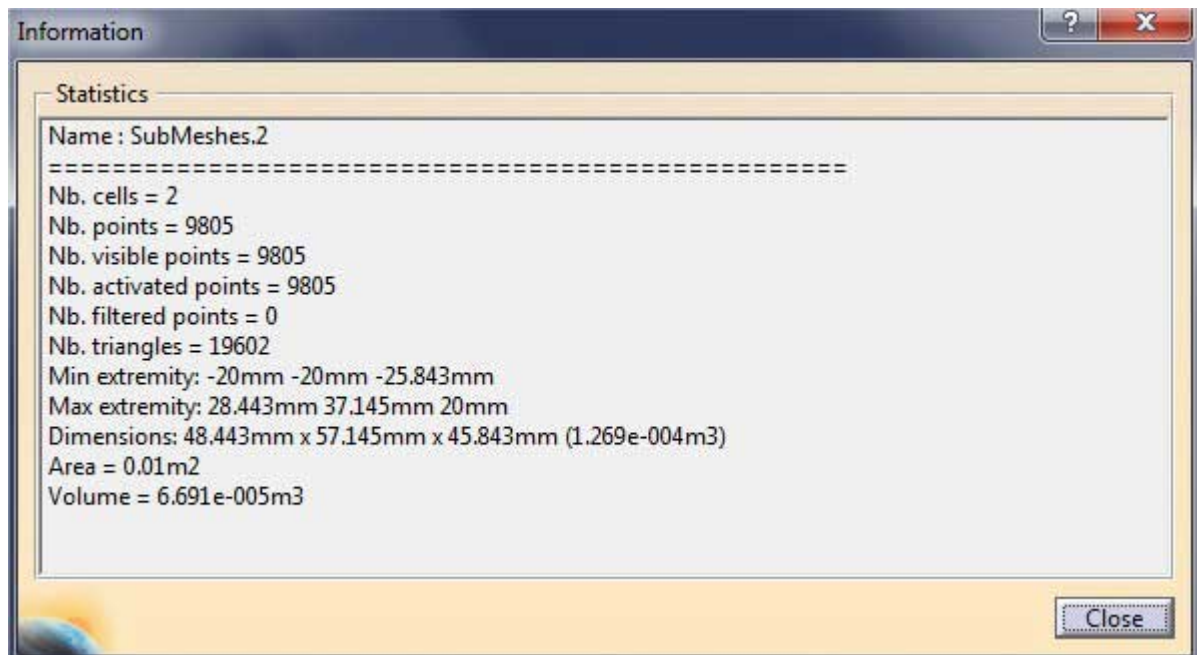 Information
Statistics
Name : SubMeshes.2
==================================================
Nb. cells = 2
Nb. points = 9805
Nb. visible points = 9805
Nb. activated points = 9805
Nb. filtered points = 0
Nb. triangles = 19602
Min extremity: -20mm -20mm -25.843mm
Max extremity: 28.443mm 37.145mm 20mm
Dimensions: 48.443mm x 57.145mm x 45.843mm (1.269e-004m3)
Area = 0.01m2
Volume = 6.691e-005m3
Close